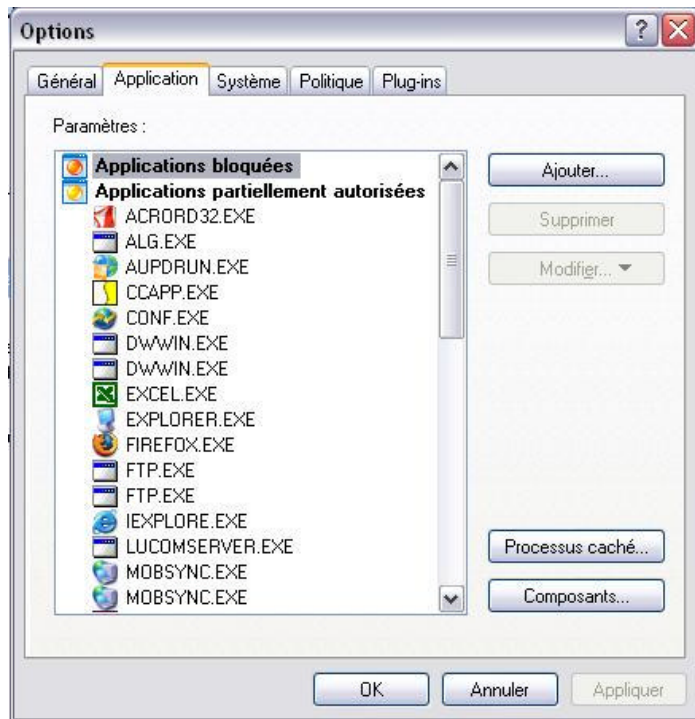 Options
Général Application Système Politique Plug-ins
Paramètres :
Applications bloquées
Applications partiellement autorisées
ACRORD32.EXE
ALG.EXE
AUPDRUN.EXE
CCAPP.EXE
CONF.EXE
DWWIN.EXE
DWWIN.EXE
EXCEL.EXE
EXPLORER.EXE
FIREFOX.EXE
FTP.EXE
FTP.EXE
IEXPLORE.EXE
LUCOMSERVER.EXE
MOBSYNC.EXE
MOBSYNC.EXE
Ajouter...
Supprimer
Modifier...
Processus caché...
Composants...
OK Annuler Appliquer